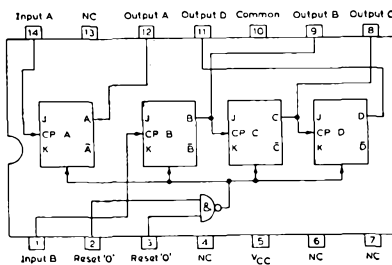 Input A NC Output A Output D Common Output B Output C
14 13 12 11 10 9 8
J A J B J C J D
CP A CP B CP C CP D
K Ā K B̄ K C̄ K D̄
&
1 2 3 4 5 6 7
Input B Reset '0' Reset '0' NC VCC NC NC